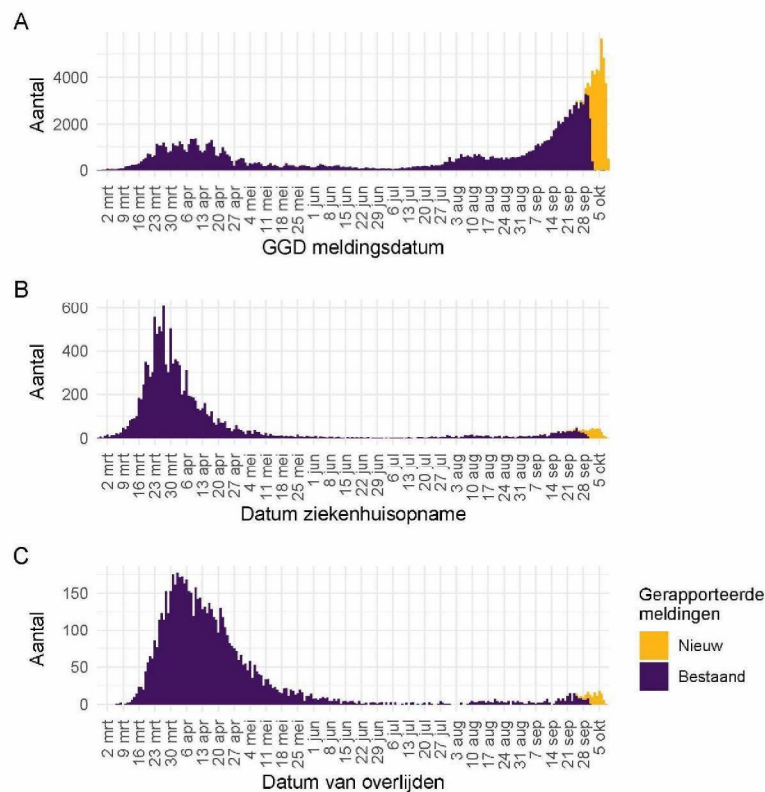 A
Aantal
4000
2000
0
2 mrt
9 mrt
16 mrt
23 mrt
30 mrt
6 apr
13 apr
20 apr
27 apr
4 mei
11 mei
18 mei
25 mei
1 jun
8 jun
15 jun
22 jun
29 jun
6 jul
13 jul
20 jul
27 jul
3 aug
10 aug
17 aug
24 aug
31 aug
7 sep
14 sep
21 sep
28 sep
5 okt
GGD meldingsdatum
B
Aantal
600
400
200
0
2 mrt
9 mrt
16 mrt
23 mrt
30 mrt
6 apr
13 apr
20 apr
27 apr
4 mei
11 mei
18 mei
25 mei
1 jun
8 jun
15 jun
22 jun
29 jun
6 jul
13 jul
20 jul
27 jul
3 aug
10 aug
17 aug
24 aug
31 aug
7 sep
14 sep
21 sep
28 sep
5 okt
Datum ziekenhuisopname
C
Aantal
150
100
50
0
2 mrt
9 mrt
16 mrt
23 mrt
30 mrt
6 apr
13 apr
20 apr
27 apr
4 mei
11 mei
18 mei
25 mei
1 jun
8 jun
15 jun
22 jun
29 jun
6 jul
13 jul
20 jul
27 jul
3 aug
10 aug
17 aug
24 aug
31 aug
7 sep
14 sep
21 sep
28 sep
5 okt
Datum van overlijden
Gerapporteerde
meldingen
Nieuw
Bestaand